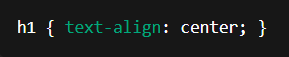 h1 { text-align: center; }